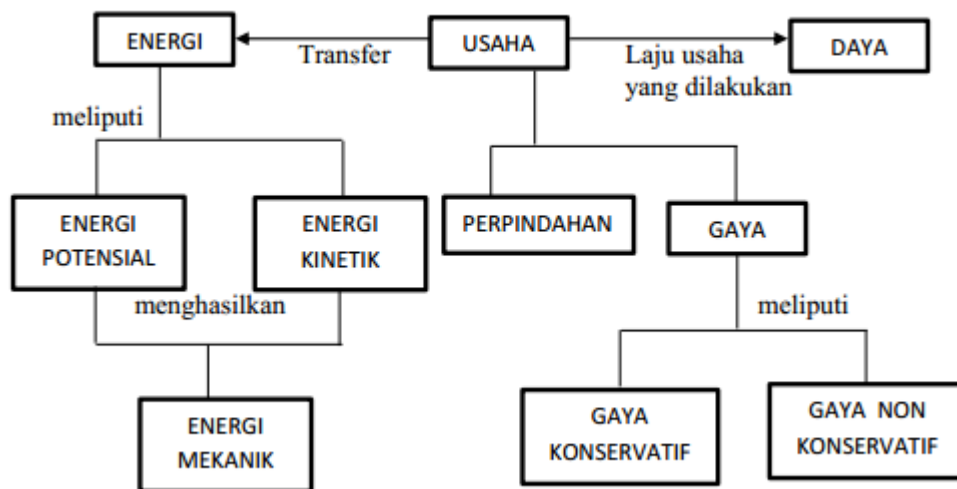 ENERGI
Transfer
USAHA
Laju usaha
yang dilakukan
DAYA
meliputi
ENERGI
POTENSIAL
ENERGI
KINETIK
PERPINDAHAN
GAYA
menghasilkan
meliputi
ENERGI
MEKANIK
GAYA
KONSERVATIF
GAYA NON
KONSERVATIF